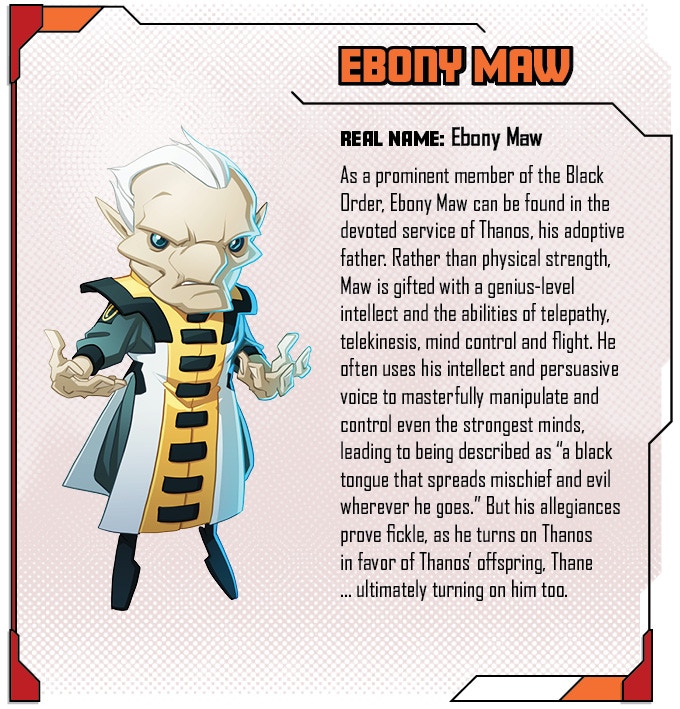 EBONY MAW
REAL NAME: Ebony Maw
As a prominent member of the Black
Order, Ebony Maw can be found in the
devoted service of Thanos, his adoptive
father. Rather than physical strength,
Maw is gifted with a genius-level
intellect and the abilities of telepathy,
telekinesis, mind control and flight. He
often uses his intellect and persuasive
voice to masterfully manipulate and
control even the strongest minds,
leading to being described as “a black
tongue that spreads mischief and evil
wherever he goes.” But his allegiances
prove fickle, as he turns on Thanos
in favor of Thanos’ offspring, Thane
... ultimately turning on him too.